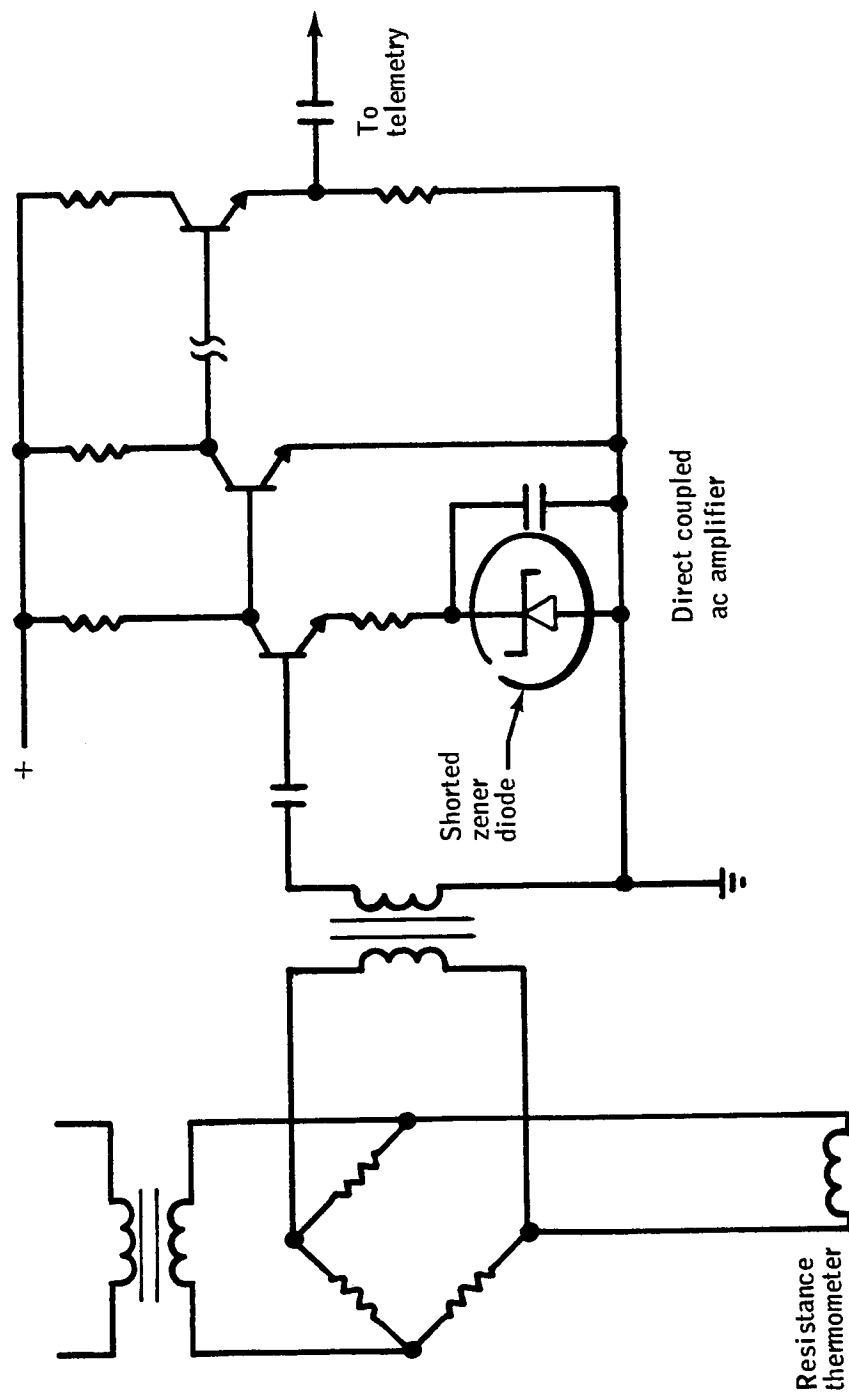 +
To
telemetry
Shorted
zener
diode
Direct coupled
ac amplifier
Resistance
thermometer